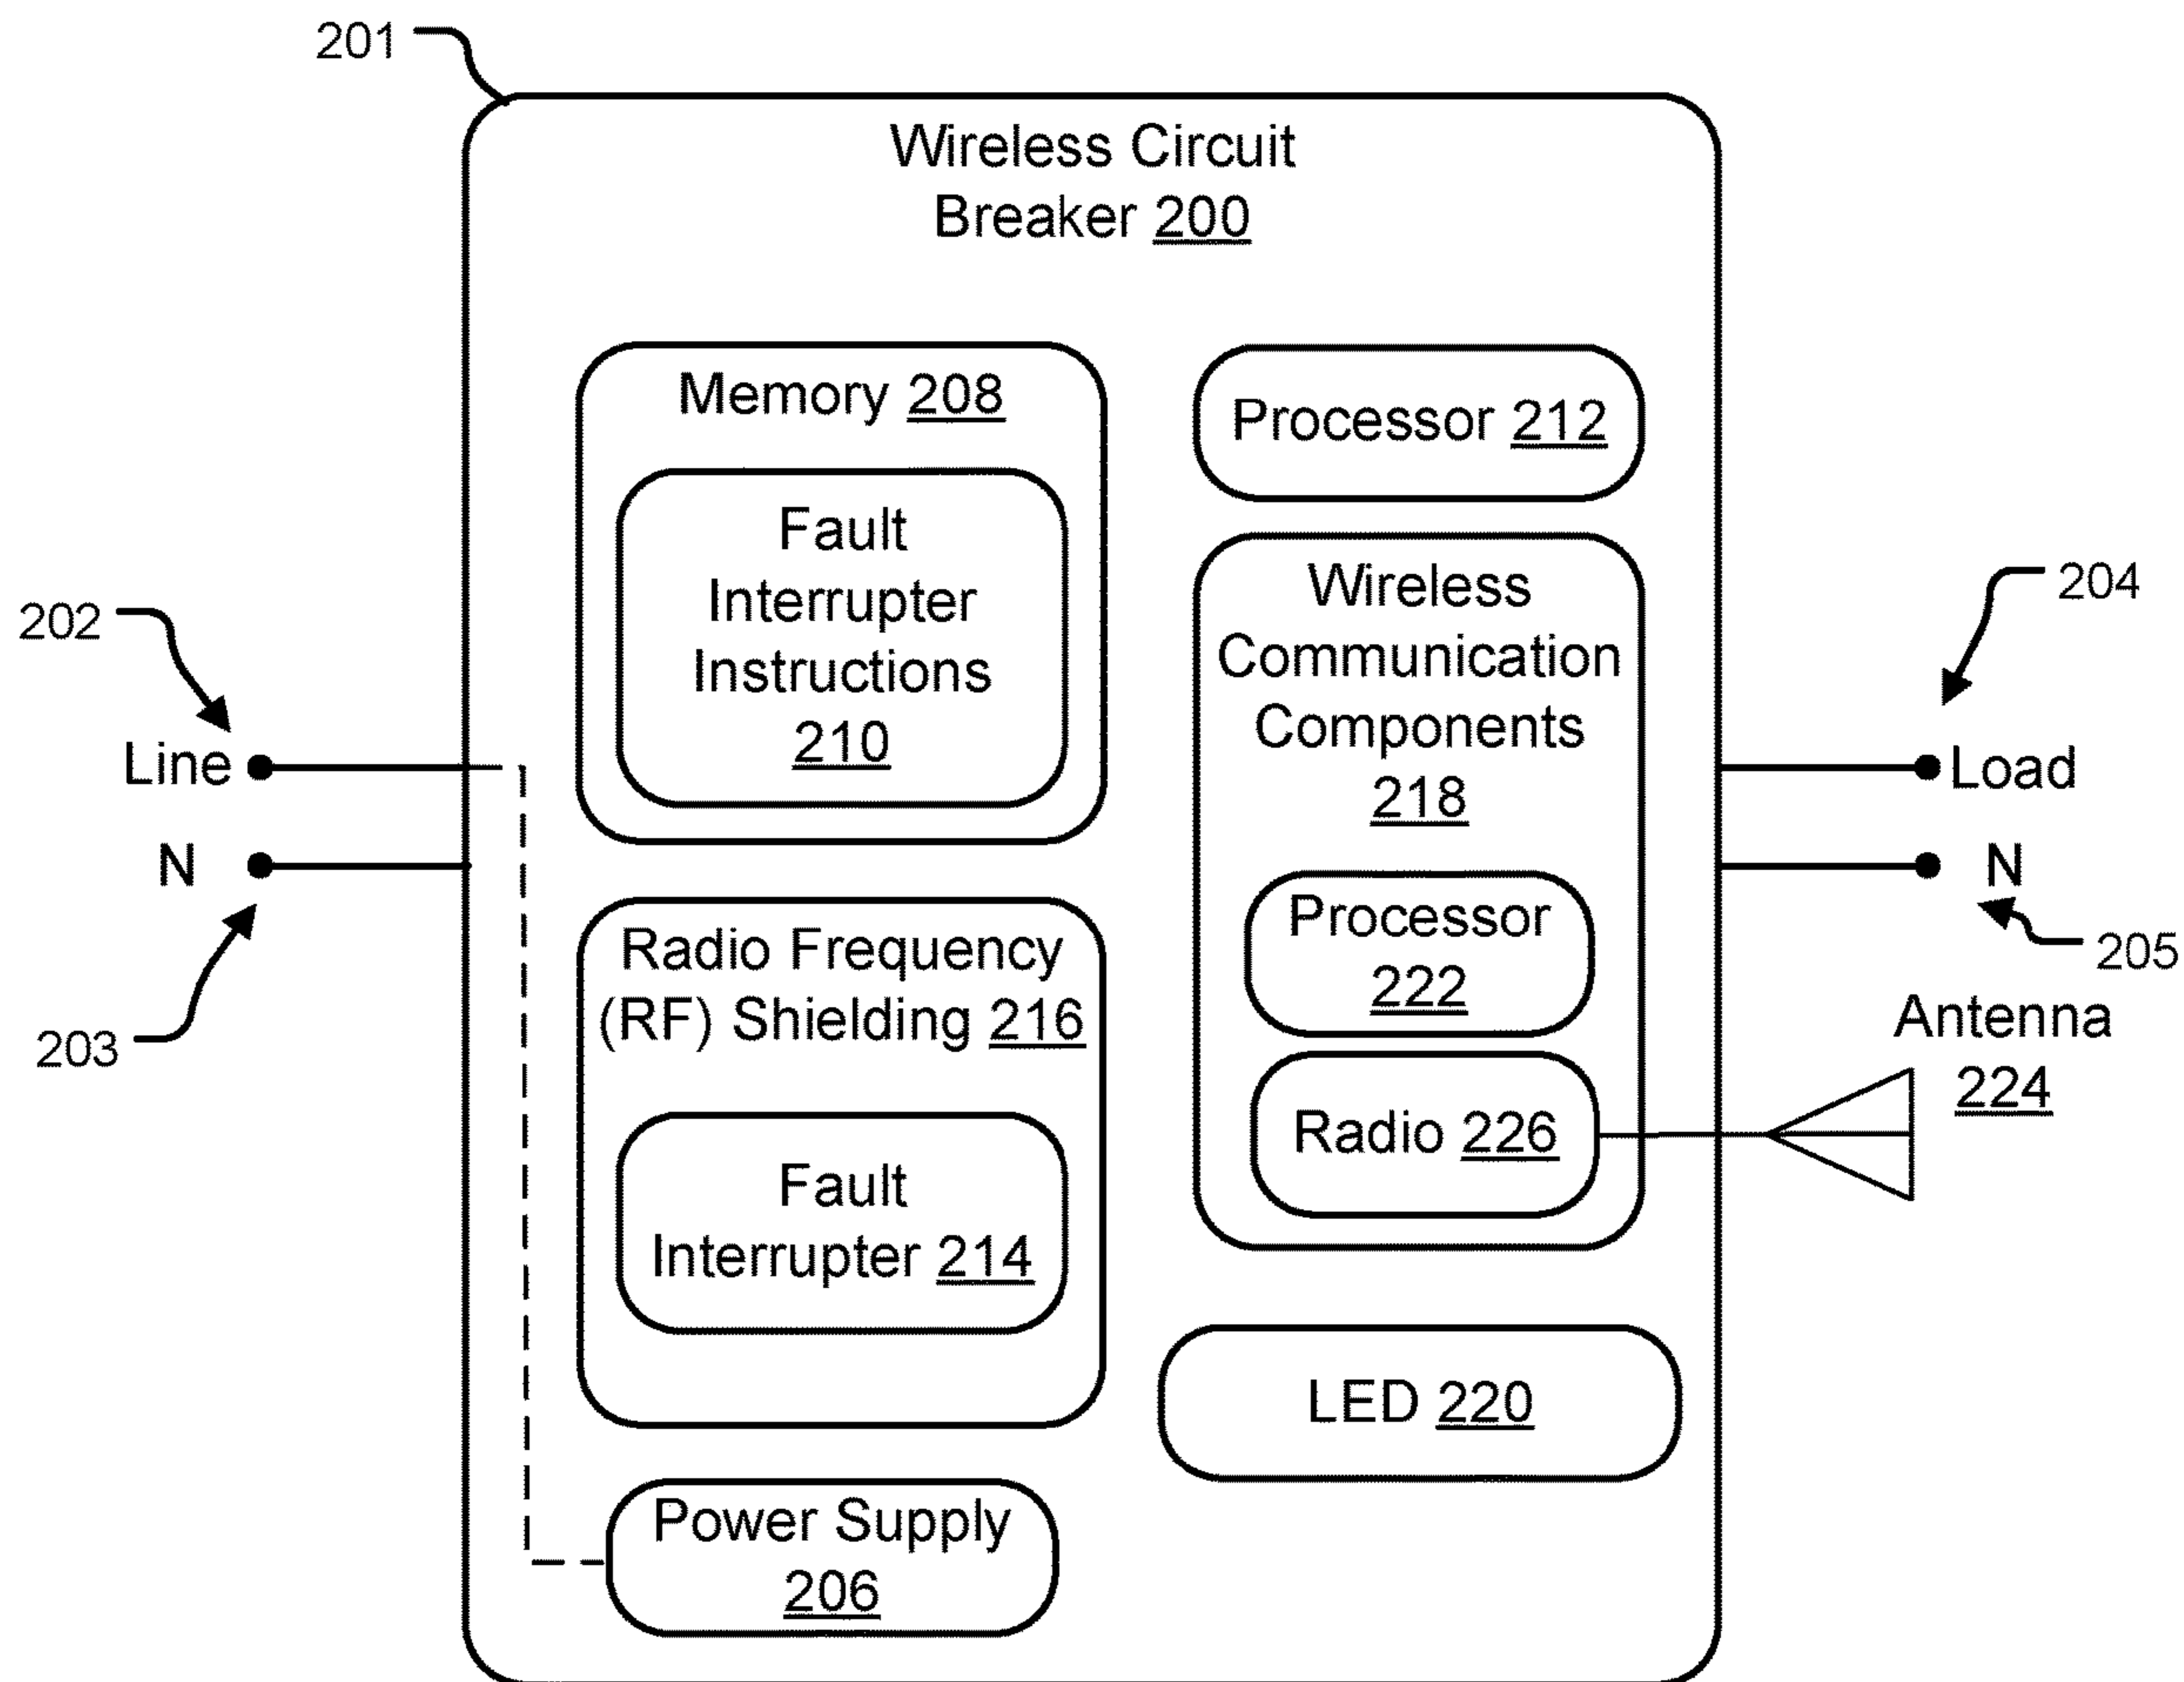 201
Wireless Circuit
Breaker 200
Memory 208
Fault
Interrupter
Instructions
210
Processor 212
Wireless
Communication
Components
218
Processor
222
Radio 226
202
Line
N
203
204
Load
N
205
Antenna
224
Radio Frequency
(RF) Shielding 216
Fault
Interrupter 214
LED 220
Power Supply
206